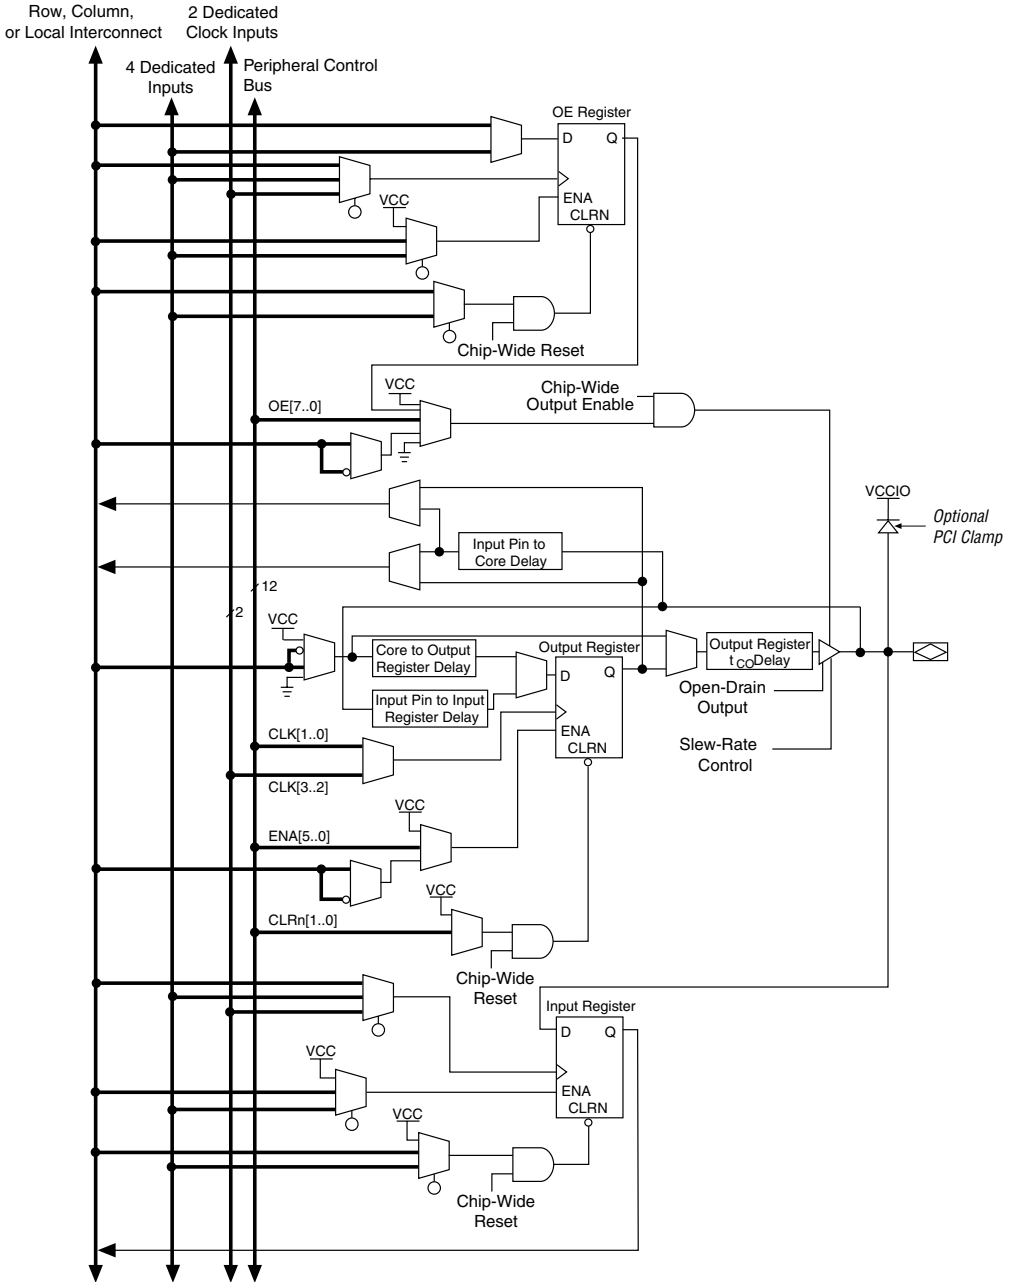 Row, Column,
or Local Interconnect
2 Dedicated
Clock Inputs
4 Dedicated
Inputs
Peripheral Control
Bus
OE Register
D
Q
ENA
CLRN
VCC
Chip-Wide Reset
VCC
Chip-Wide
Output Enable
OE[7..0]
VCCIO
Optional
PCI Clamp
Input Pin to
Core Delay
12
2
VCC
Core to Output
Register Delay
Output Register
D
Q
ENA
CLRN
Output Register
tCO Delay
Input Pin to Input
Register Delay
Open-Drain
Output
Slew-Rate
Control
CLK[1..0]
CLK[3..2]
VCC
ENA[5..0]
VCC
CLRn[1..0]
Chip-Wide
Reset
Input Register
D
Q
ENA
CLRN
VCC
VCC
Chip-Wide
Reset